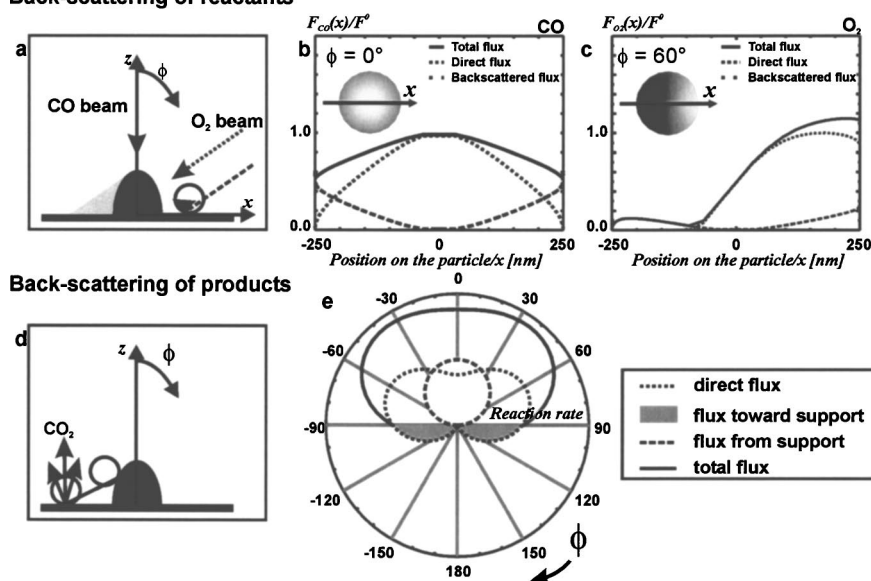 Back-scattering of reactants
a
z
ϕ
CO beam
O₂ beam
x
b
F_CO(x)/F⁰
CO
ϕ = 0°
Total flux
Direct flux
Backscattered flux
x
1.0
0.0
-250
0
250
Position on the particle/x [nm]
c
F_O₂(x)/F⁰
O₂
ϕ = 60°
Total flux
Direct flux
Backscattered flux
x
1.0
0.0
-250
0
250
Position on the particle/x [nm]
Back-scattering of products
d
z
ϕ
CO₂
e
0
-30
30
-60
60
Reaction rate
-90
90
-120
120
-150
150
180
ϕ
direct flux
flux toward support
flux from support
total flux